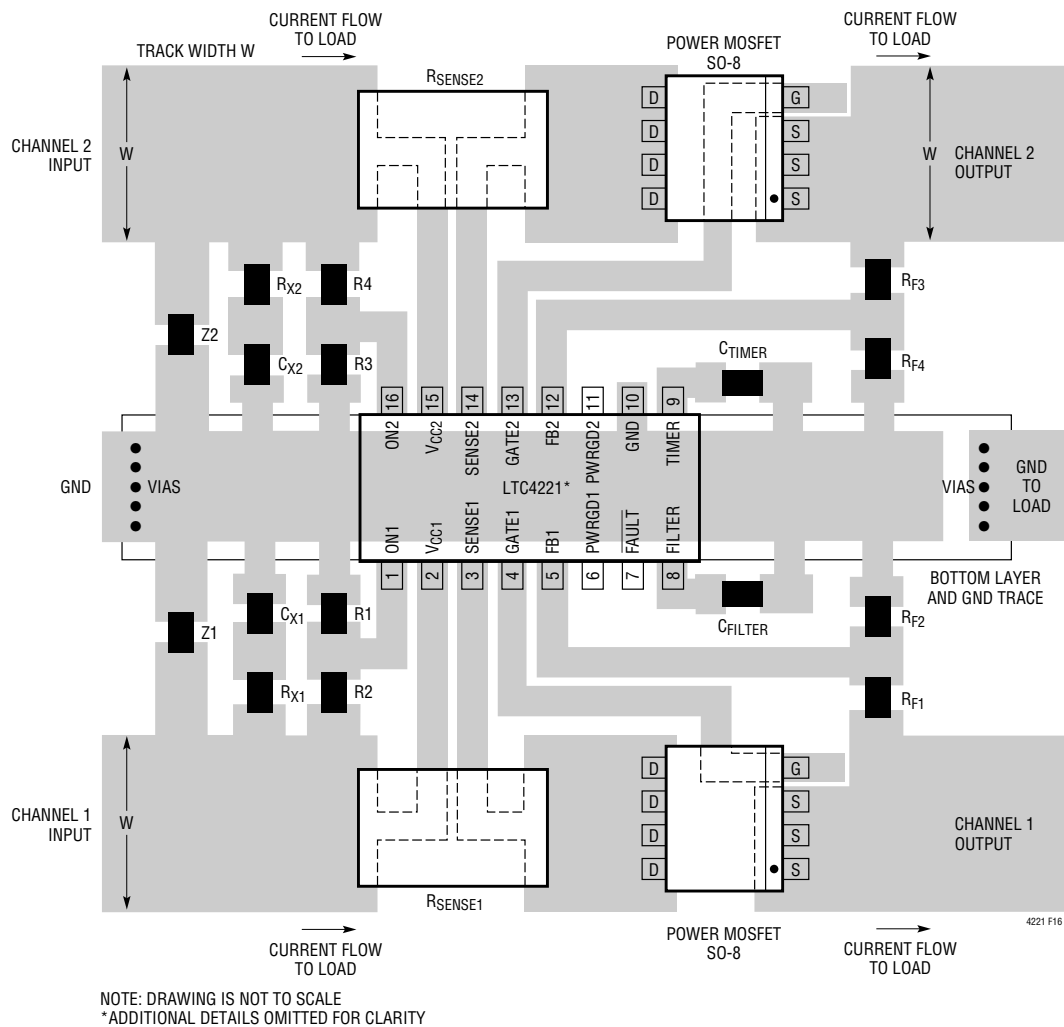 CURRENT FLOW
TO LOAD
CURRENT FLOW
TO LOAD
TRACK WIDTH W
POWER MOSFET
SO-8
RSENSE2
D
G
D
S
D
S
D
S
CHANNEL 2
INPUT
W
W
CHANNEL 2
OUTPUT
RX2
R4
RF3
Z2
CX2
R3
CTIMER
RF4
16
15
14
13
12
11
10
9
ON2
VCC2
SENSE2
GATE2
FB2
PWRGD2
GND
TIMER
GND
VIAS
LTC4221*
VIAS
GND
TO
LOAD
ON1
VCC1
SENSE1
GATE1
FB1
PWRGD1
FAULT
FILTER
1
2
3
4
5
6
7
8
BOTTOM LAYER
AND GND TRACE
CX1
R1
CFILTER
RF2
Z1
RX1
R2
RF1
D
G
D
S
D
S
D
S
CHANNEL 1
INPUT
W
CHANNEL 1
OUTPUT
RSENSE1
4221 F16
CURRENT FLOW
TO LOAD
POWER MOSFET
SO-8
CURRENT FLOW
TO LOAD
NOTE: DRAWING IS NOT TO SCALE
*ADDITIONAL DETAILS OMITTED FOR CLARITY